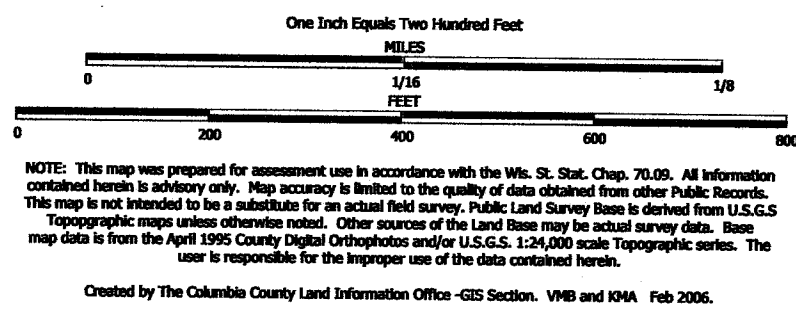 One Inch Equals Two Hundred Feet
MILES
0 1/16 1/8
FEET
0 200 400 600 800
NOTE: This map was prepared for assessment use in accordance with the Wis. St. Stat. Chap. 70.09. All information
contained herein is advisory only. Map accuracy is limited to the quality of data obtained from other Public Records.
This map is not intended to be a substitute for an actual field survey. Public Land Survey Base is derived from U.S.G.S
Topopgraphic maps unless otherwise noted. Other sources of the Land Base may be actual survey data. Base
map data is from the April 1995 County Digital Orthophotos and/or U.S.G.S. 1:24,000 scale Topographic series. The
user is responsible for the improper use of the data contained herein.
Created by The Columbia County Land Information Office -GIS Section. VMB and KMA Feb 2006.